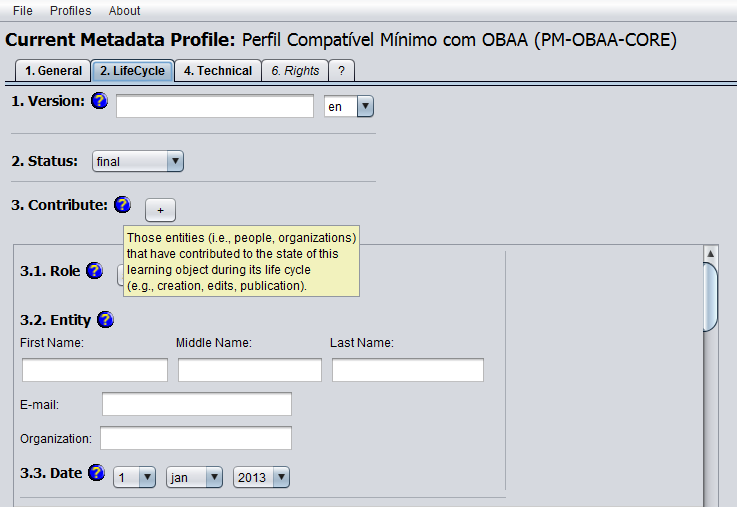 File Profiles About
Current Metadata Profile: Perfil Compatível Mínimo com OBAA (PM-OBAA-CORE)
1. General 2. LifeCycle 4. Technical 6. Rights ?
1. Version: ? en
2. Status: final
3. Contribute: ? +
Those entities (i.e., people, organizations)
that have contributed to the state of this
learning object during its life cycle
(e.g., creation, edits, publication).
3.1. Role ?
3.2. Entity ?
First Name: Middle Name: Last Name:
E-mail:
Organization:
3.3. Date ? 1 jan 2013